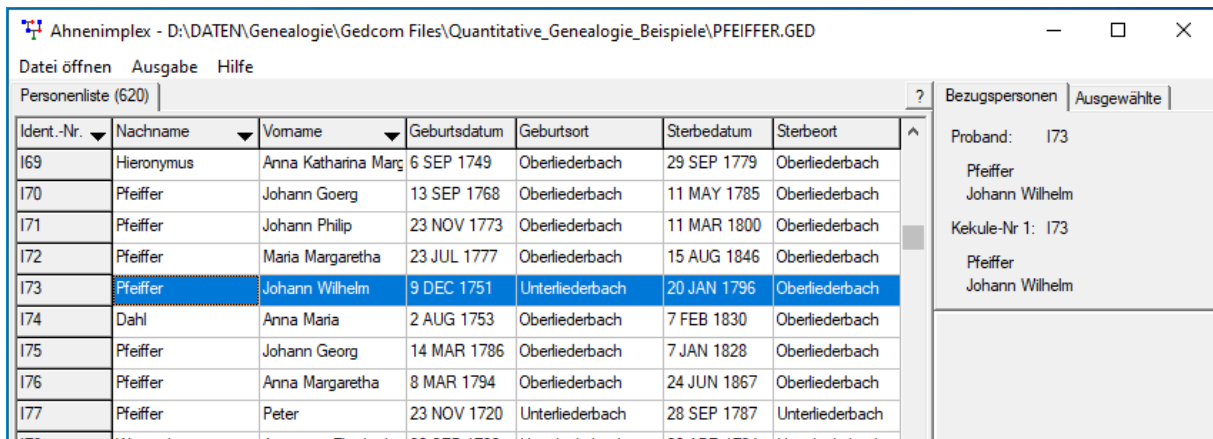 Ahnenimplex - D:\DATEN\Genealogie\Gedcom Files\Quantitative_Genealogie_Beispiele\PFEIFFER.GED
Datei öffnen Ausgabe Hilfe
Personenliste (620) ? Bezugspersonen Ausgewählte
Ident.-Nr. Nachname Vorname Geburtsdatum Geburtsort Sterbedatum Sterbeort
I69 Hieronymus Anna Katharina Marg 6 SEP 1749 Oberliederbach 29 SEP 1779 Oberliederbach
I70 Pfeiffer Johann Goerg 13 SEP 1768 Oberliederbach 11 MAY 1785 Oberliederbach
I71 Pfeiffer Johann Philip 23 NOV 1773 Oberliederbach 11 MAR 1800 Oberliederbach
I72 Pfeiffer Maria Margaretha 23 JUL 1777 Oberliederbach 15 AUG 1846 Oberliederbach
I73 Pfeiffer Johann Wilhelm 9 DEC 1751 Unterliederbach 20 JAN 1796 Oberliederbach
I74 Dahl Anna Maria 2 AUG 1753 Oberliederbach 7 FEB 1830 Oberliederbach
I75 Pfeiffer Johann Georg 14 MAR 1786 Oberliederbach 7 JAN 1828 Oberliederbach
I76 Pfeiffer Anna Margaretha 8 MAR 1794 Oberliederbach 24 JUN 1867 Oberliederbach
I77 Pfeiffer Peter 23 NOV 1720 Unterliederbach 28 SEP 1787 Unterliederbach
Proband: I73
Pfeiffer
Johann Wilhelm
Kekule-Nr 1: I73
Pfeiffer
Johann Wilhelm